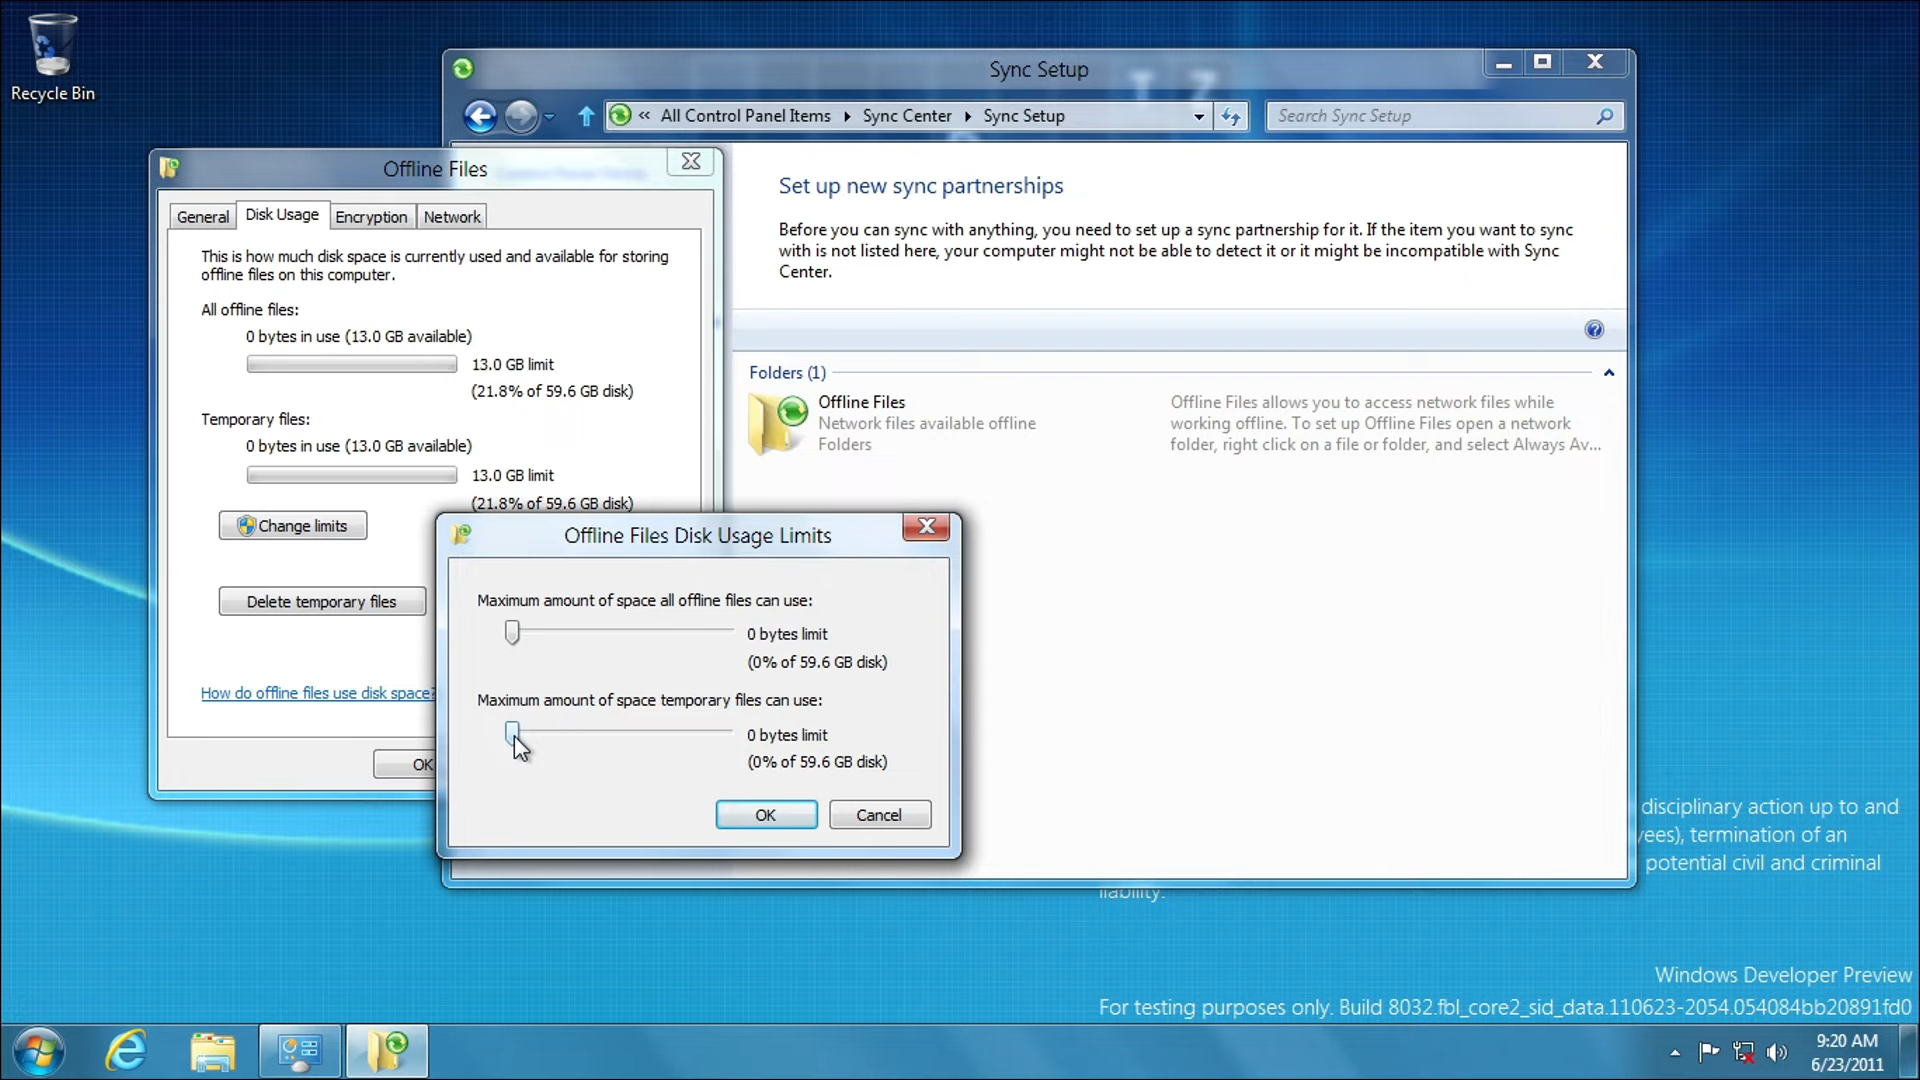 Recycle Bin
Sync Setup
« All Control Panel Items Sync Center Sync Setup
Search Sync Setup
Offline Files
General Disk Usage Encryption Network
This is how much disk space is currently used and available for storing
offline files on this computer.
All offline files:
0 bytes in use (13.0 GB available)
13.0 GB limit
(21.8% of 59.6 GB disk)
Temporary files:
0 bytes in use (13.0 GB available)
13.0 GB limit
(21.8% of 59.6 GB disk)
Change limits
Delete temporary files
How do offline files use disk space?
OK
Set up new sync partnerships
Before you can sync with anything, you need to set up a sync partnership for it. If the item you want to sync
with is not listed here, your computer might not be able to detect it or it might be incompatible with Sync
Center.
Folders (1)
Offline Files
Network files available offline
Folders
Offline Files allows you to access network files while
working offline. To set up Offline Files open a network
folder, right click on a file or folder, and select Always Av...
Offline Files Disk Usage Limits
Maximum amount of space all offline files can use:
0 bytes limit
(0% of 59.6 GB disk)
Maximum amount of space temporary files can use:
0 bytes limit
(0% of 59.6 GB disk)
OK Cancel
disciplinary action up to and
yees), termination of an
potential civil and criminal
liability.
Windows Developer Preview
For testing purposes only. Build 8032.fbl_core2_sid_data.110623-2054.054084bb20891fd0
9:20 AM
6/23/2011